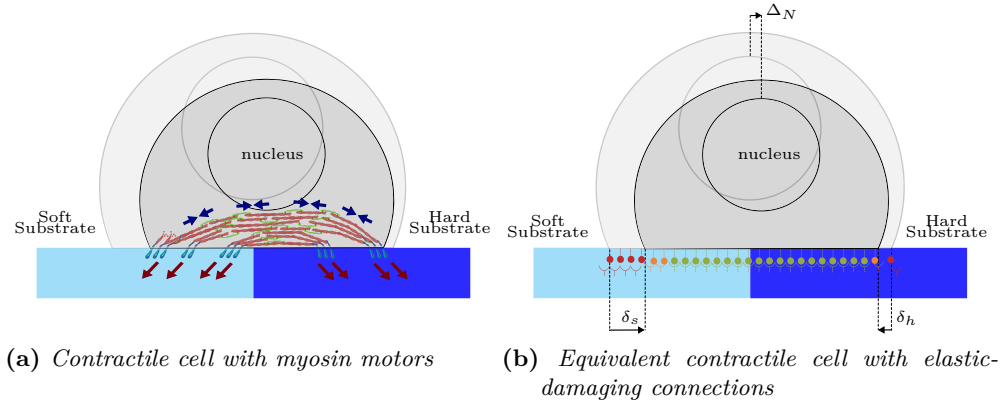 Δ_N
nucleus
Soft
Substrate
Hard
Substrate
nucleus
Soft
Substrate
Hard
Substrate
δ_s
δ_h
(a) Contractile cell with myosin motors
(b) Equivalent contractile cell with elastic-
damaging connections